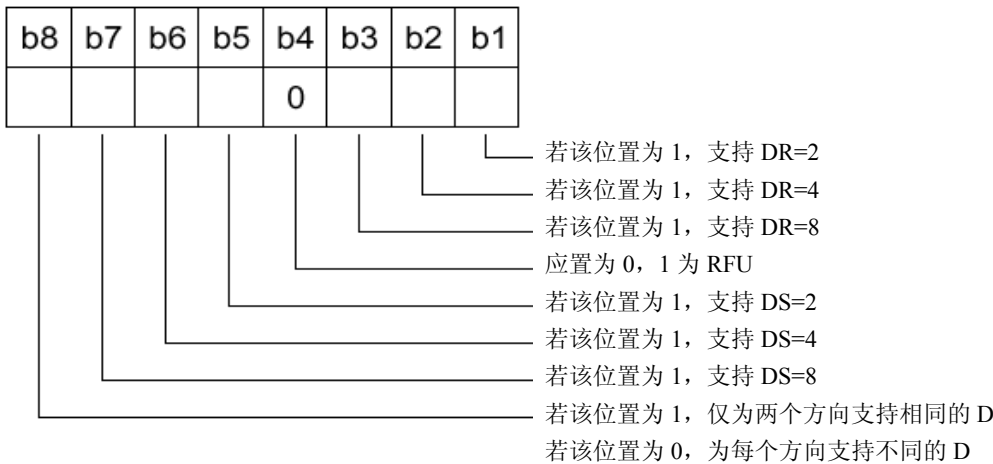 b8 b7 b6 b5 b4 b3 b2 b1
0
若该位置为 1，支持 DR=2
若该位置为 1，支持 DR=4
若该位置为 1，支持 DR=8
应置为 0，1 为 RFU
若该位置为 1，支持 DS=2
若该位置为 1，支持 DS=4
若该位置为 1，支持 DS=8
若该位置为 1，仅为两个方向支持相同的 D
若该位置为 0，为每个方向支持不同的 D